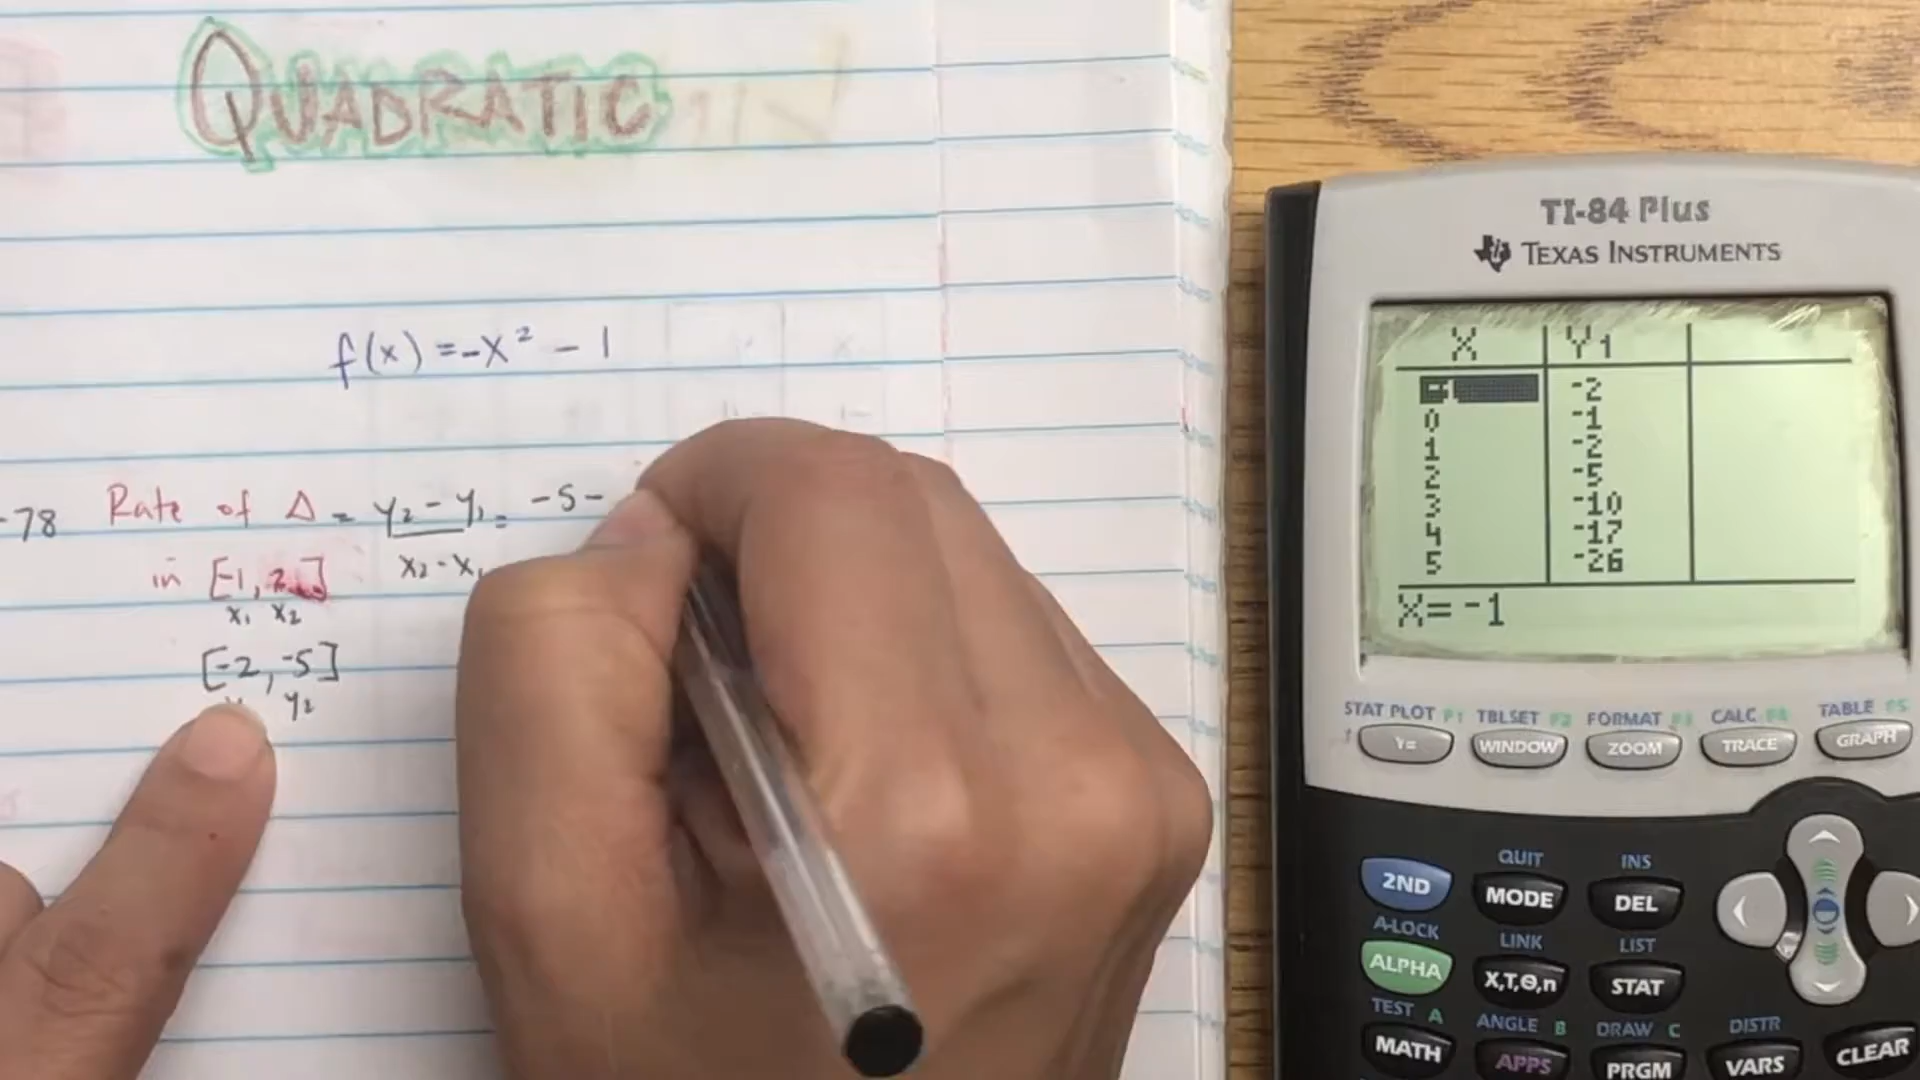 QUADRATIC
f(x) = -x² - 1
-78 Rate of Δ = y₂ - y₁ = -5 -
x₂ - x₁
in [-1, 2]
x₁ x₂
[-2, -5]
y₂
TI-84 Plus
TEXAS INSTRUMENTS
X Y₁
-2
0 -1
1 -2
2 -5
3 -10
4 -17
5 -26
X= -1
STAT PLOT F1 TBLSET F2 FORMAT F3 CALC F4 TABLE F5
Y= WINDOW ZOOM TRACE GRAPH
QUIT INS
2ND MODE DEL
A-LOCK LINK LIST
ALPHA X,T,Θ,n STAT
TEST A ANGLE B DRAW C DISTR
MATH APPS PRGM VARS CLEAR